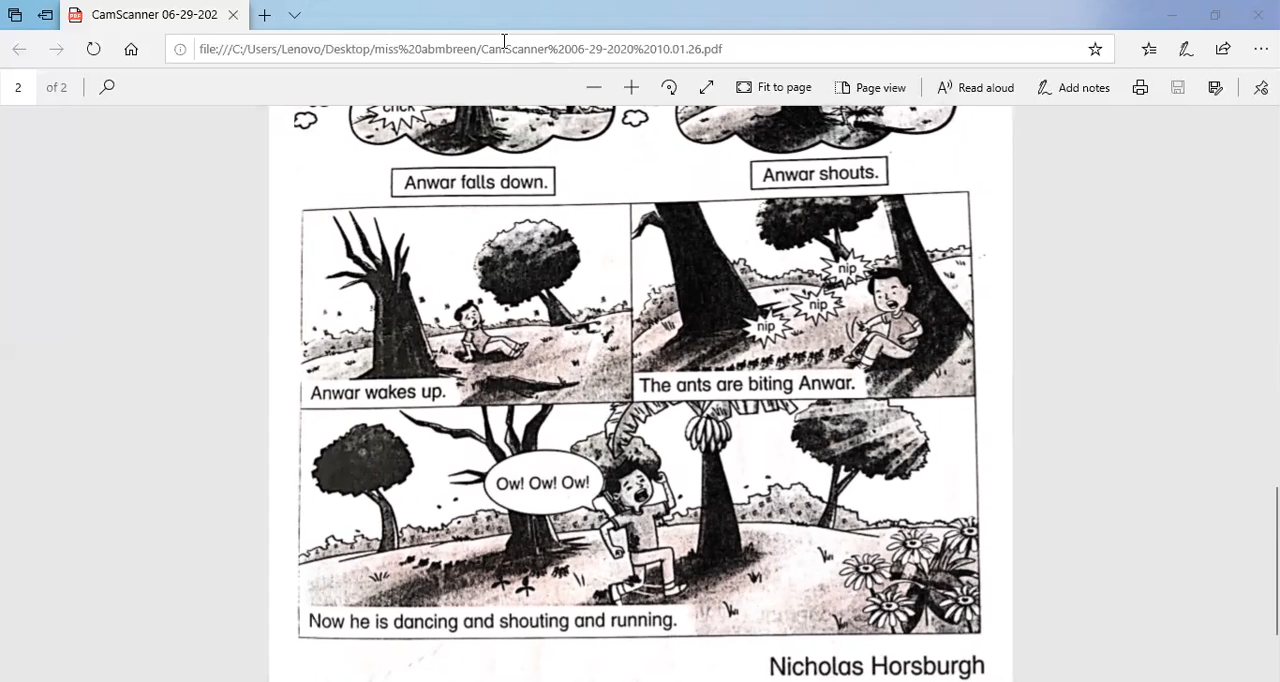 CamScanner 06-29-202
file:///C:/Users/Lenovo/Desktop/miss%20abmbreen/CamScanner%2006-29-2020%2010.01.26.pdf
2 of 2
Fit to page
Page view
Read aloud
Add notes
Anwar falls down.
Anwar shouts.
nip
nip
nip
Anwar wakes up.
The ants are biting Anwar.
Ow! Ow! Ow!
Now he is dancing and shouting and running.
Nicholas Horsburgh